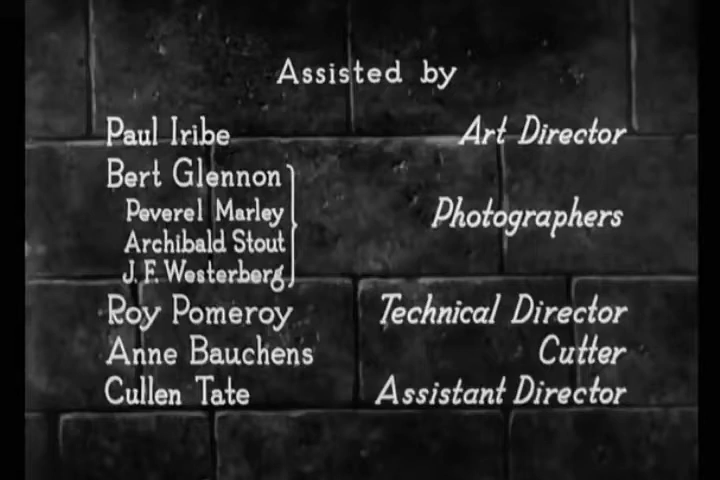 Assisted by
Paul Iribe Art Director
Bert Glennon
Peverel Marley Photographers
Archibald Stout
J. F. Westerberg
Roy Pomeroy Technical Director
Anne Bauchens Cutter
Cullen Tate Assistant Director